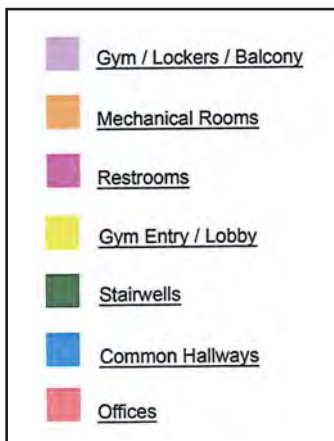 Gym / Lockers / Balcony
Mechanical Rooms
Restrooms
Gym Entry / Lobby
Stairwells
Common Hallways
Offices